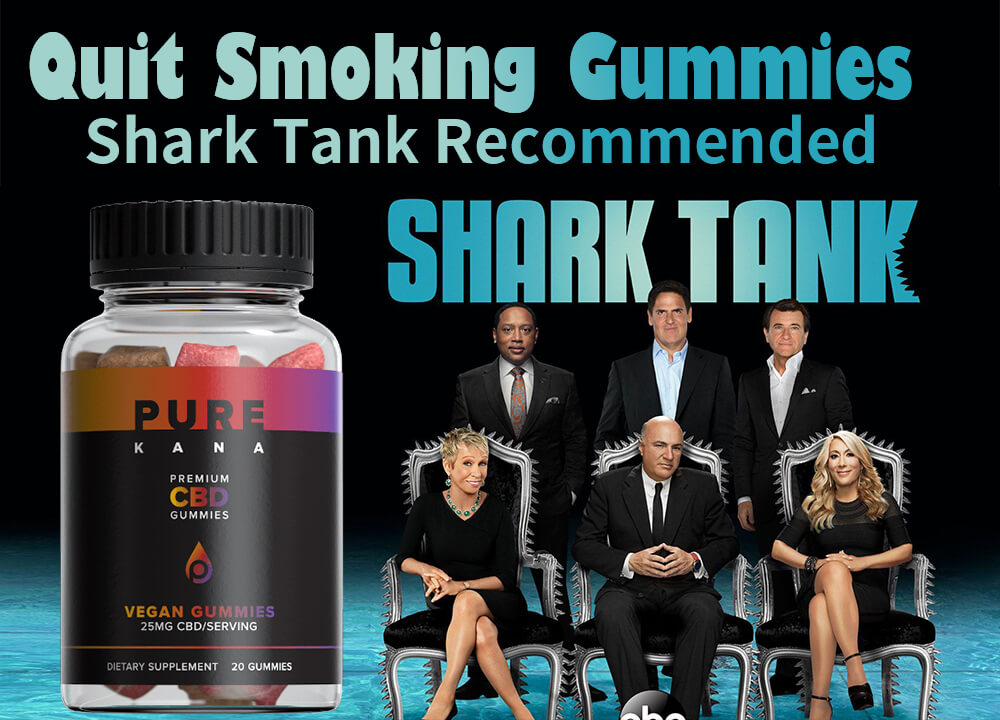 Quit Smoking Gummies
Shark Tank Recommended
SHARK TANK
PURE
KANA
PREMIUM
CBD
GUMMIES
VEGAN GUMMIES
25MG CBD/SERVING
DIETARY SUPPLEMENT 20 GUMMIES
abc